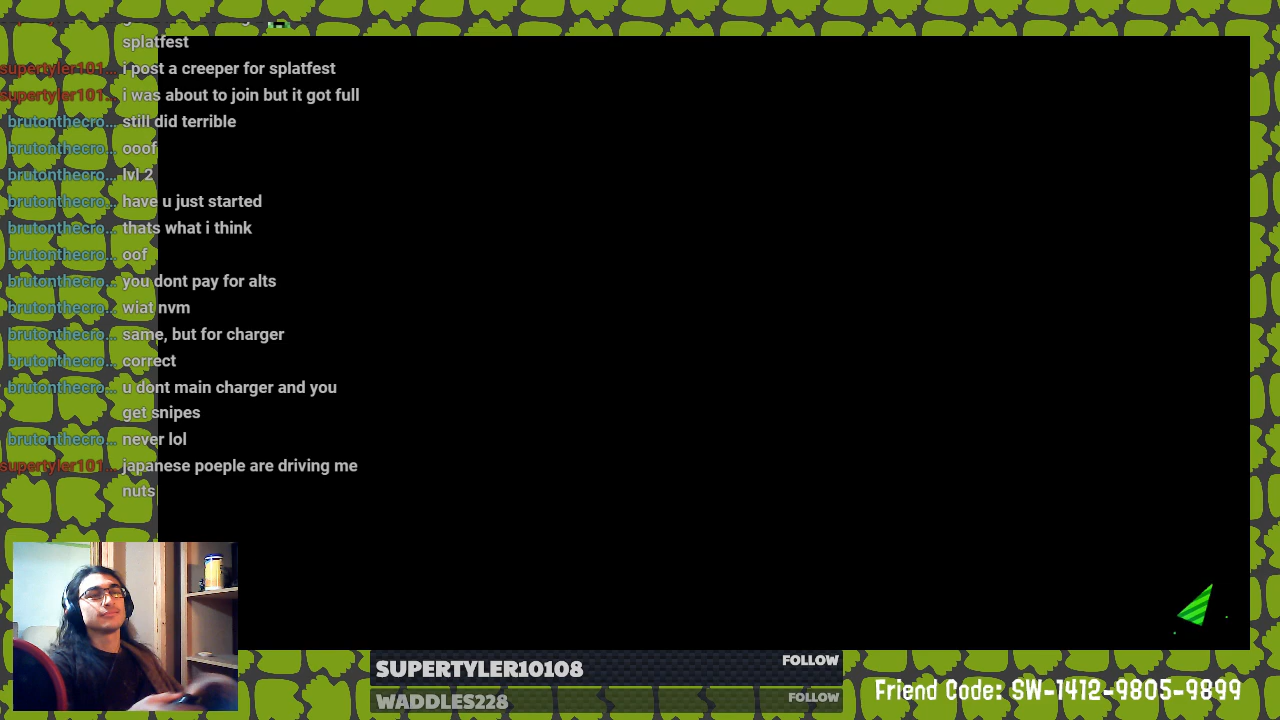 splatfest
supertyler101... i post a creeper for splatfest
supertyler101... i was about to join but it got full
brutonthecro... still did terrible
brutonthecro... ooof
brutonthecro... lvl 2
brutonthecro... have u just started
brutonthecro... thats what i think
brutonthecro... oof
brutonthecro... you dont pay for alts
brutonthecro... wiat nvm
brutonthecro... same, but for charger
brutonthecro... correct
brutonthecro... u dont main charger and you
get snipes
brutonthecro... never lol
supertyler101... japanese poeple are driving me
nuts
SUPERTYLER10108 FOLLOW
WADDLES228 FOLLOW
Friend Code: SW-1412-9805-9899